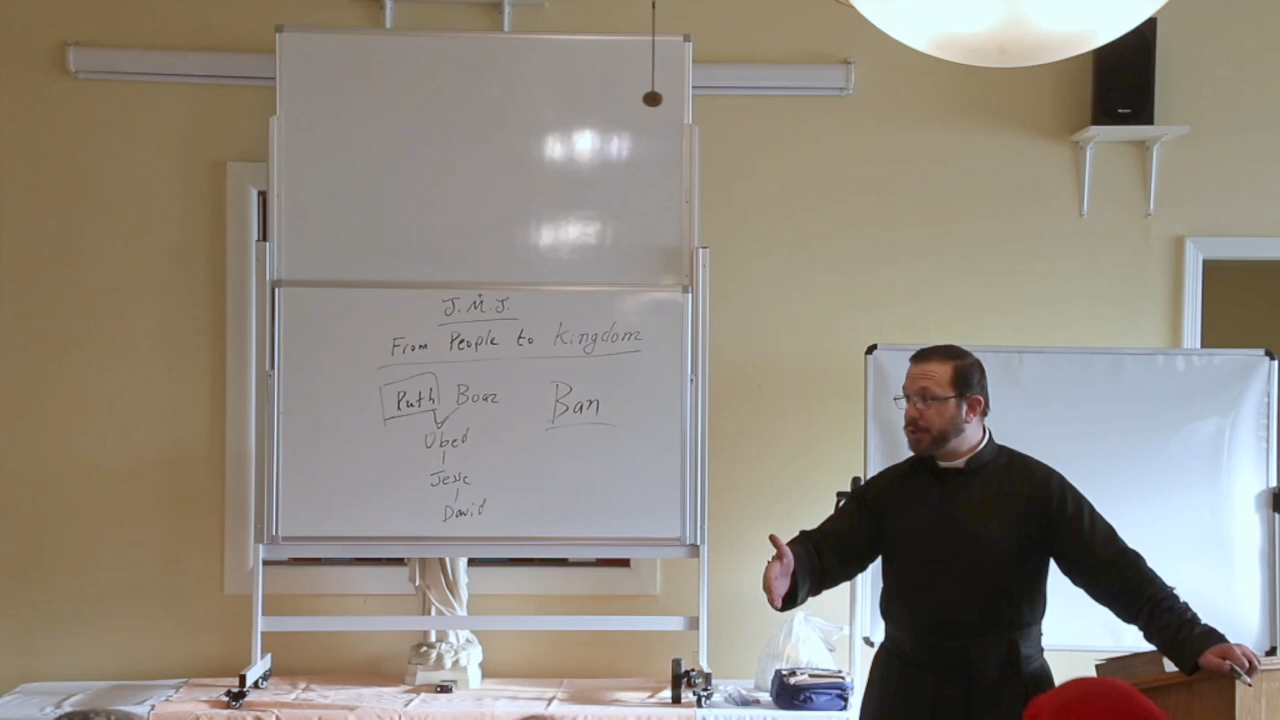 J.M.J.
From People to Kingdom
Ruth Boaz Ban
Obed
Jesse
David